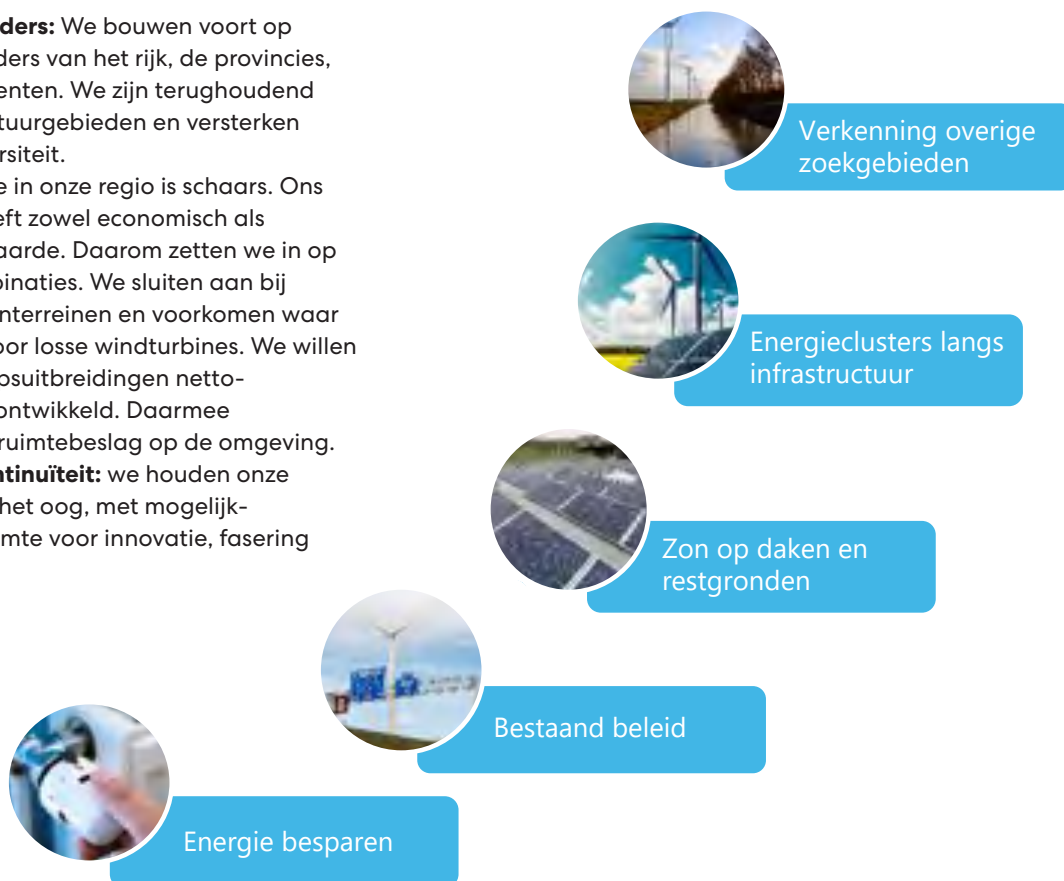 ders: We bouwen voort op
ders van het rijk, de provincies,
enten. We zijn terughoudend
tuurgebieden en versterken
rsiteit.
e in onze regio is schaars. Ons
eft zowel economisch als
aarde. Daarom zetten we in op
binaties. We sluiten aan bij
nterreinen en voorkomen waar
oor losse windturbines. We willen
psuitbreidingen netto-
ontwikkeld. Daarmee
ruimtebeslag op de omgeving.
ntinuïteit: we houden onze
het oog, met mogelijk-
mte voor innovatie, fasering
Verkenning overige
zoekgebieden
Energieclusters langs
infrastructuur
Zon op daken en
restgronden
Bestaand beleid
Energie besparen